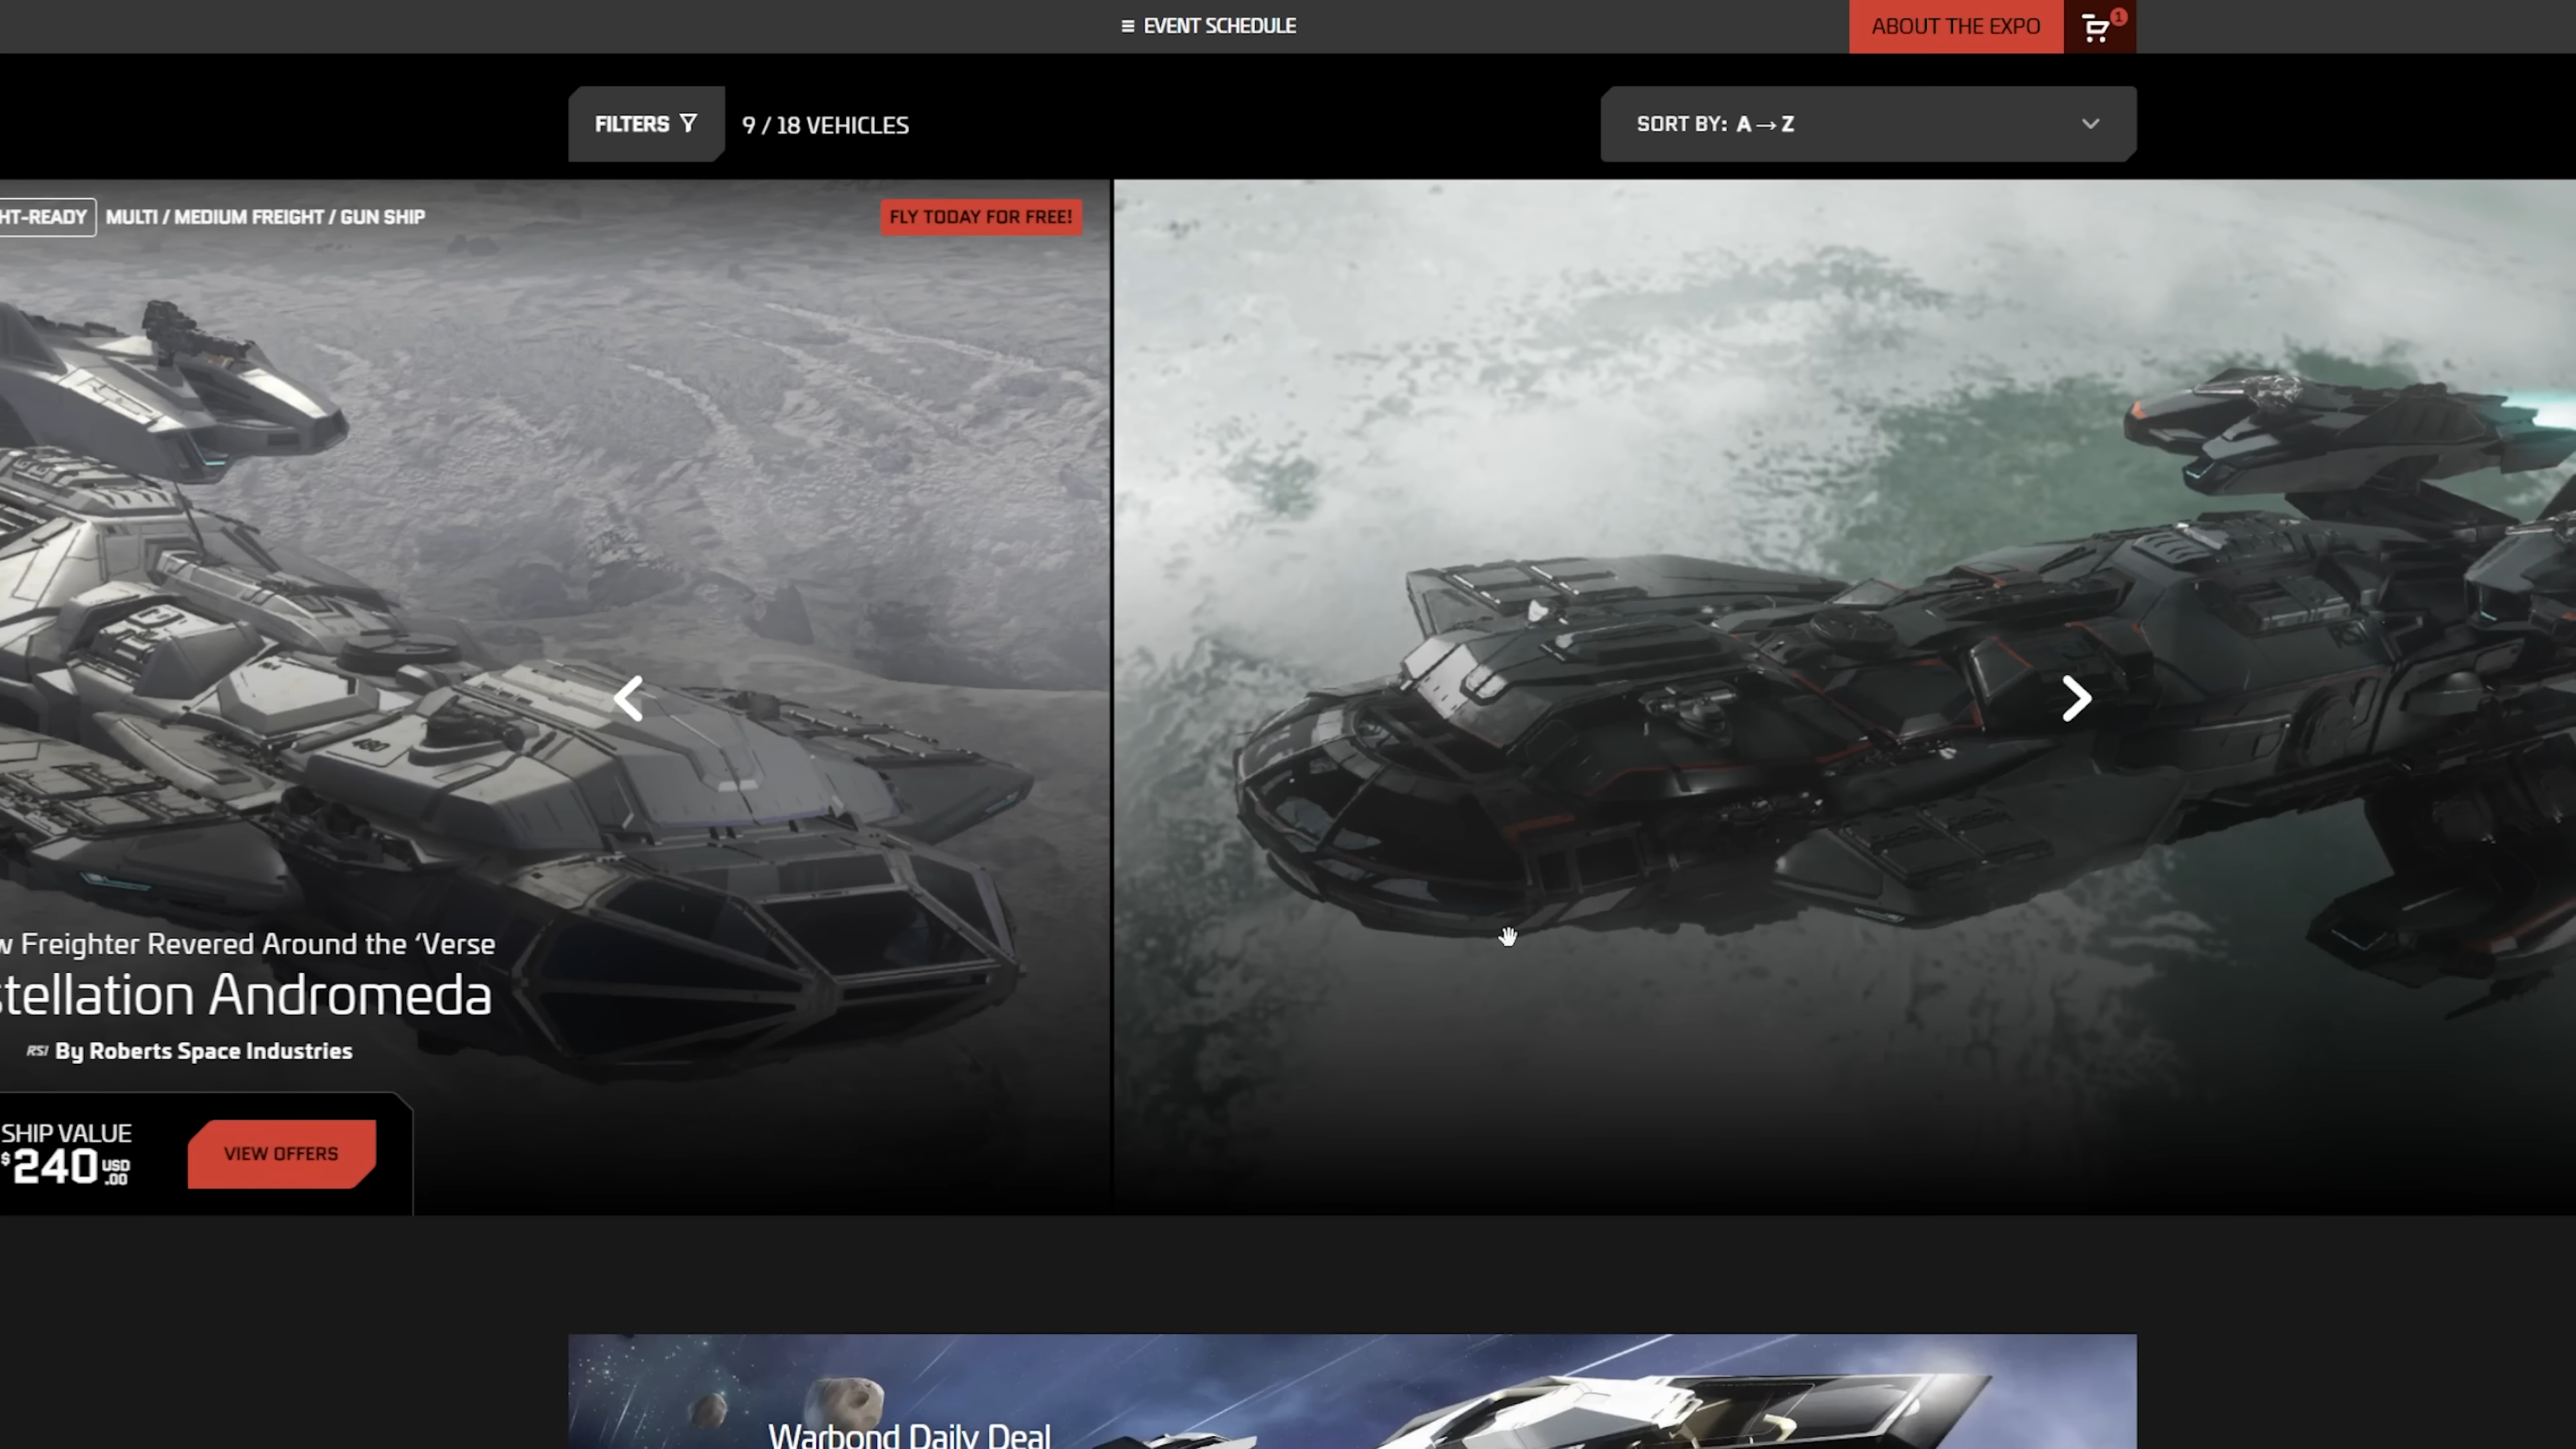 EVENT SCHEDULE
ABOUT THE EXPO
1
FILTERS
9 / 18 VEHICLES
SORT BY: A → Z
HT-READY
MULTI / MEDIUM FREIGHT / GUN SHIP
FLY TODAY FOR FREE!
w Freighter Revered Around the ‘Verse
stellation Andromeda
RSI By Roberts Space Industries
SHIP VALUE
$240 USD .00
VIEW OFFERS
Warbond Daily Deal